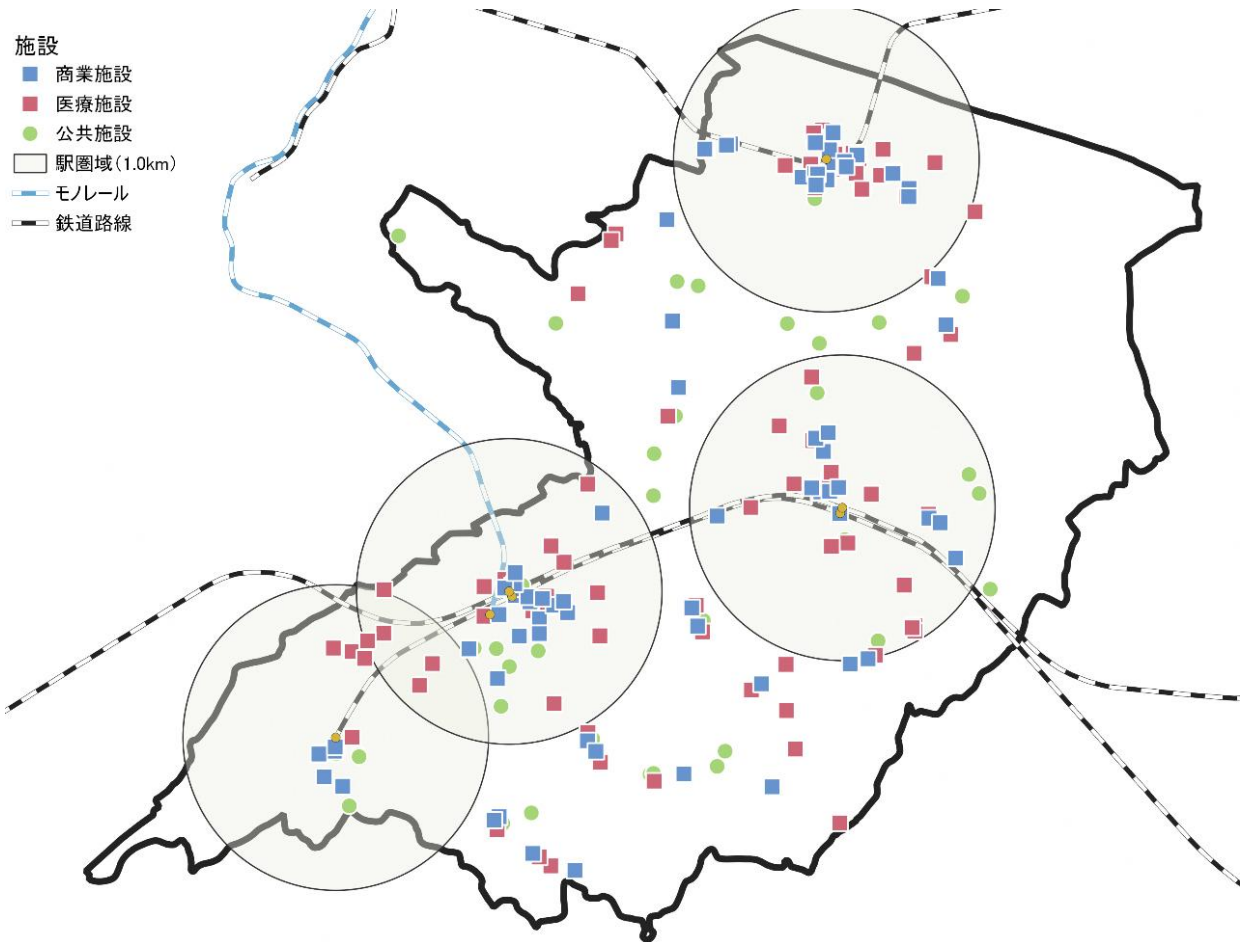 施設
商業施設
医療施設
公共施設
駅圏域(1.0km)
モノレール
鉄道路線